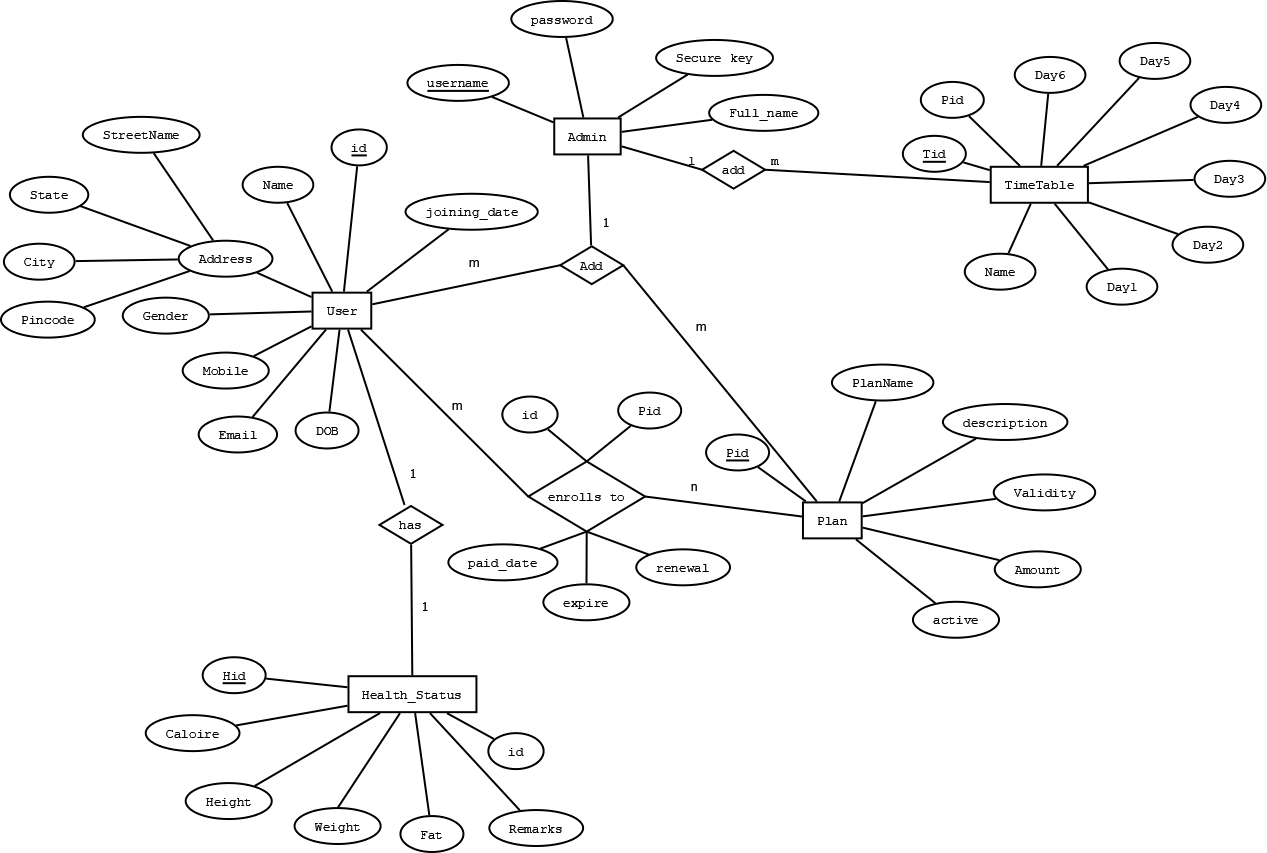 password
Secure key
username
Full_name
Admin
Day5
Day6
Day4
Pid
Tid
TimeTable
Day3
Day2
Day1
Name
1
add
m
StreetName
id
Name
State
joining_date
City
Address
Pincode
Gender
User
Mobile
Email
DOB
1
m
Add
m
m
PlanName
id
Pid
description
Pid
Validity
enrolls to
n
Plan
Amount
active
paid_date
renewal
expire
1
has
1
Hid
Health_Status
Caloire
id
Height
Weight
Fat
Remarks